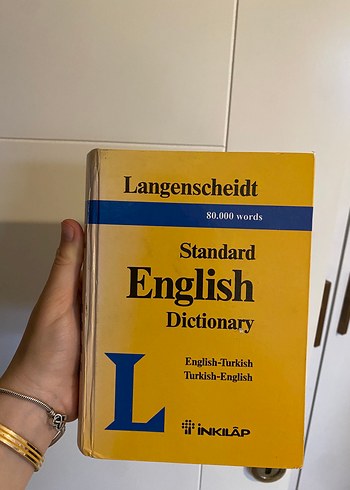 Langenscheidt
80.000 words
Standard
English
Dictionary
English-Turkish
Turkish-English
L
İNKILÂP